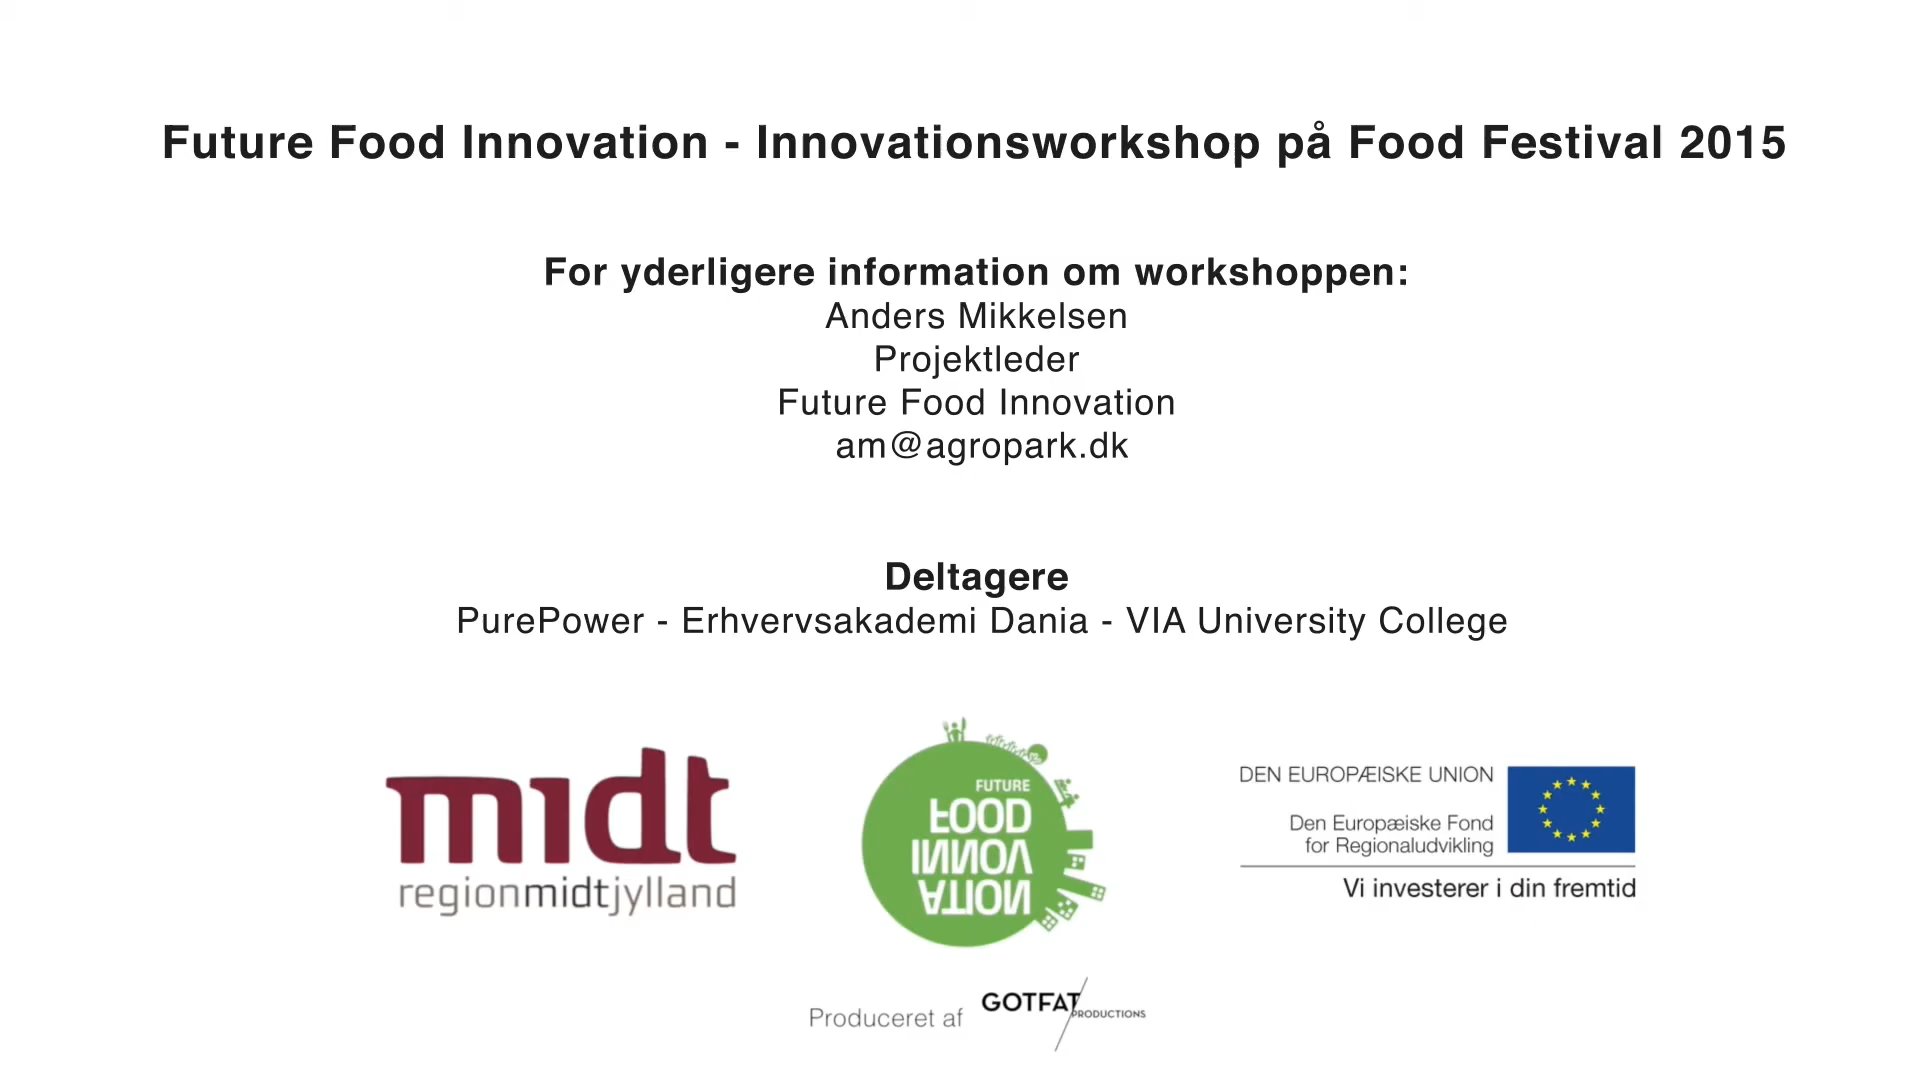 Future Food Innovation - Innovationsworkshop på Food Festival 2015
For yderligere information om workshoppen:
Anders Mikkelsen
Projektleder
Future Food Innovation
am@agropark.dk
Deltagere
PurePower - Erhvervsakademi Dania - VIA University College
midt
regionmidtjylland
FUTURE
FOOD
INNOV
ATION
DEN EUROPÆISKE UNION
Den Europæiske Fond
for Regionaludvikling
Vi investerer i din fremtid
Produceret af GOTFAT PRODUCTIONS